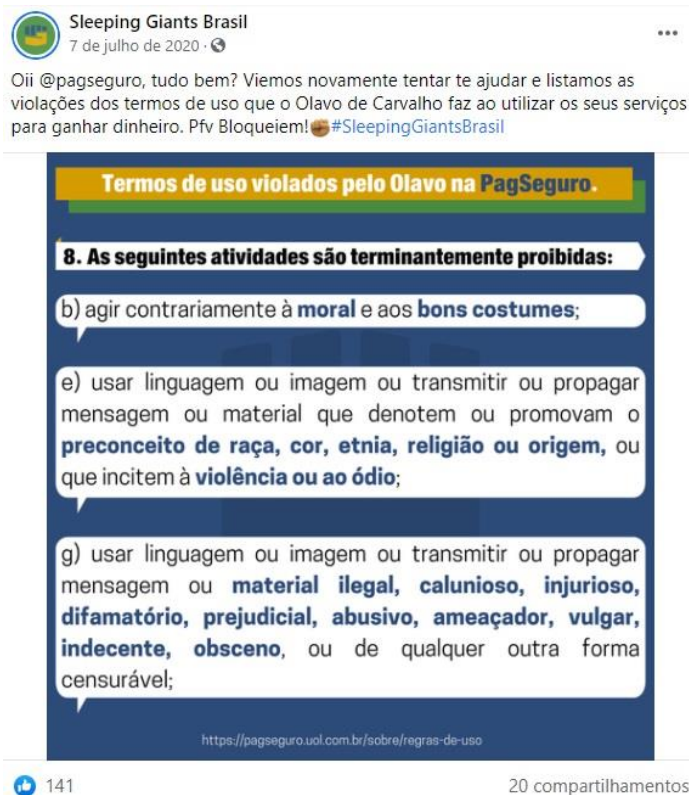 Sleeping Giants Brasil
7 de julho de 2020 ·
Oii @pagseguro, tudo bem? Viemos novamente tentar te ajudar e listamos as
violações dos termos de uso que o Olavo de Carvalho faz ao utilizar os seus serviços
para ganhar dinheiro. Pfv Bloqueiem!✊🏾#SleepingGiantsBrasil
Termos de uso violados pelo Olavo na PagSeguro.
8. As seguintes atividades são terminantemente proibidas:
b) agir contrariamente à moral e aos bons costumes;
e) usar linguagem ou imagem ou transmitir ou propagar
mensagem ou material que denotem ou promovam o
preconceito de raça, cor, etnia, religião ou origem, ou
que incitem à violência ou ao ódio;
g) usar linguagem ou imagem ou transmitir ou propagar
mensagem ou material ilegal, calunioso, injurioso,
difamatório, prejudicial, abusivo, ameaçador, vulgar,
indecente, obsceno, ou de qualquer outra forma
censurável;
https://pagseguro.uol.com.br/sobre/regras-de-uso
141
20 compartilhamentos